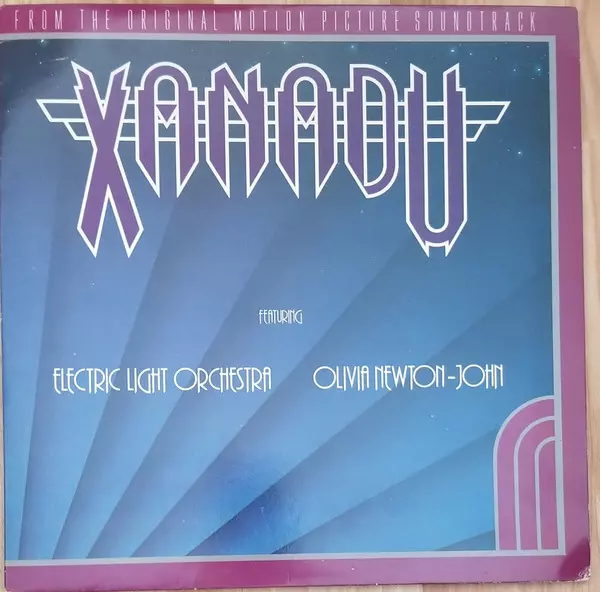 FROM THE ORIGINAL MOTION PICTURE SOUNDTRACK
XANADU
FEATURING
ELECTRIC LIGHT ORCHESTRA OLIVIA NEWTON-JOHN